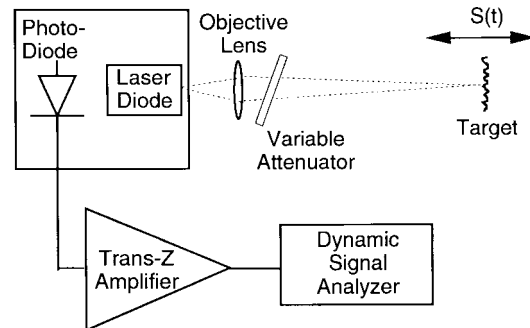 Photo-
Diode
Laser
Diode
Objective
Lens
Variable
Attenuator
S(t)
Target
Trans-Z
Amplifier
Dynamic
Signal
Analyzer